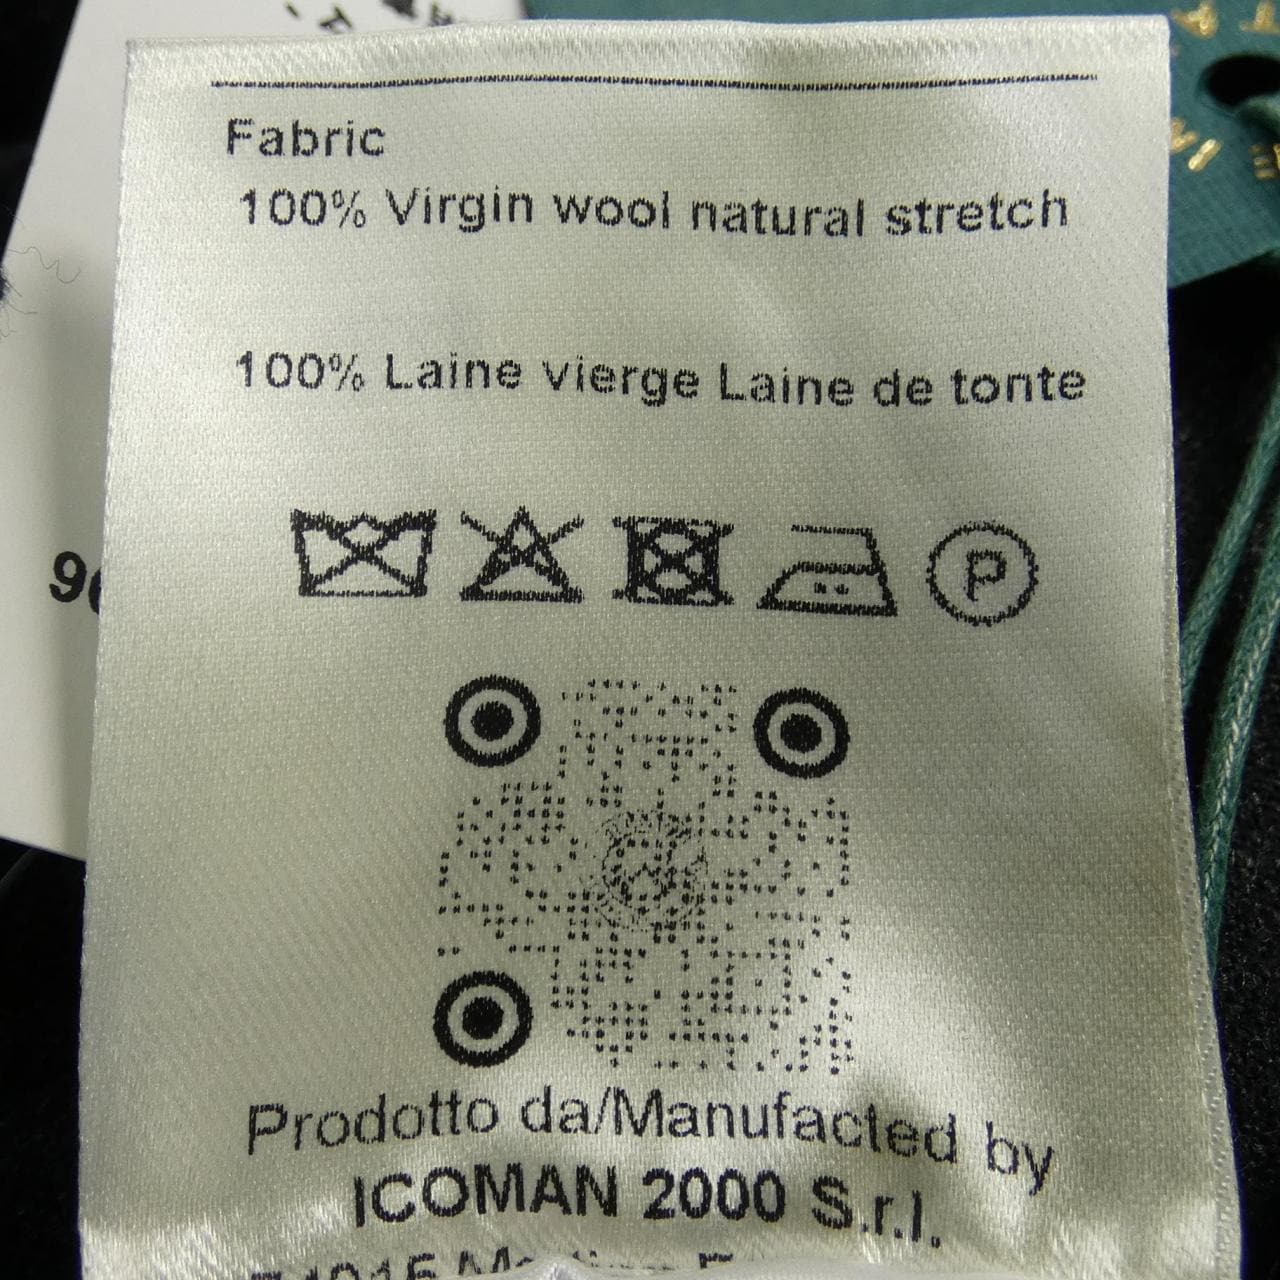 Fabric
100% Virgin wool natural stretch
100% Laine vierge Laine de tonte
P
Prodotto da/Manufacted by
ICOMAN 2000 S.r.l.